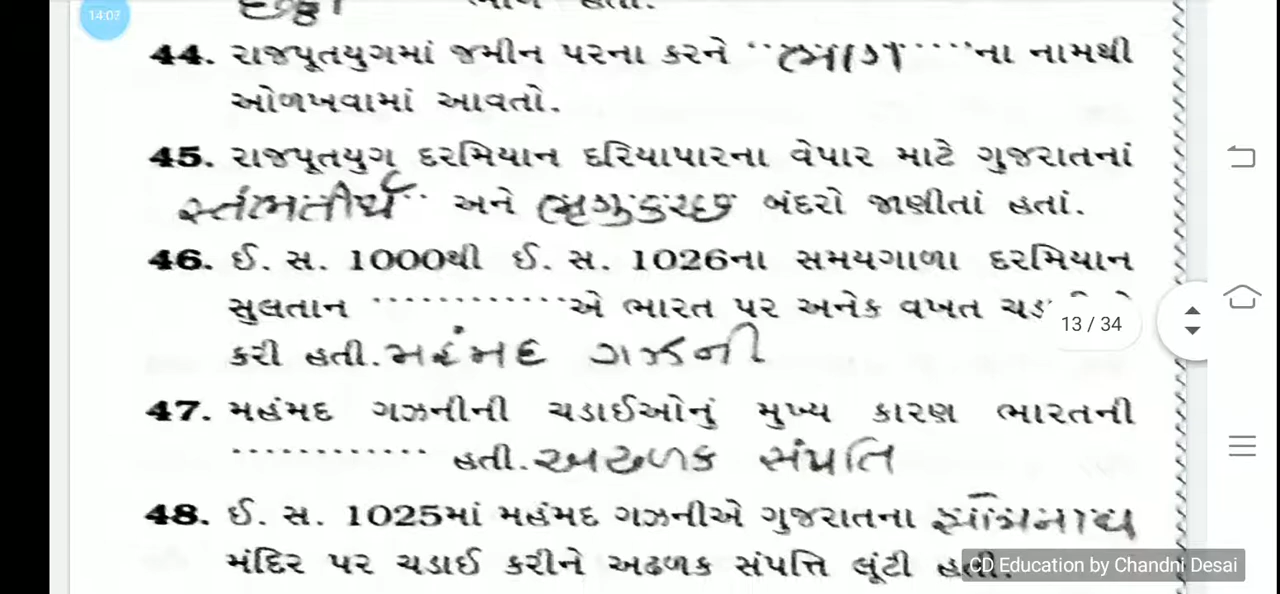 14:07
44. રાજપૂતયુગમાં જમીન પરના કરને ભાગ ના નામથી
ઓળખવામાં આવતો.
45. રાજપૂતયુગ દરમિયાન દરિયાપારના વેપાર માટે ગુજરાતનાં
સ્તંભતીર્થ અને ભૃગુકચ્છ બંદરો જાણીતાં હતાં.
46. ઈ. સ. 1000થી ઈ. સ. 1026ના સમયગાળા દરમિયાન
સુલતાન ............એ ભારત પર અનેક વખત
13 / 34
કરી હતી. મહંમદ ગઝની
47. મહંમદ ગઝનીની ચડાઈઓનું મુખ્ય કારણ ભારતની
............ હતી. અઢળક સંપતિ
48. ઈ. સ. 1025માં મહંમદ ગઝનીએ ગુજરાતના સોમનાથ
મંદિર પર ચડાઈ કરીને અઢળક સંપત્તિ લૂંટી હતી.
CD Education by Chandni Desai